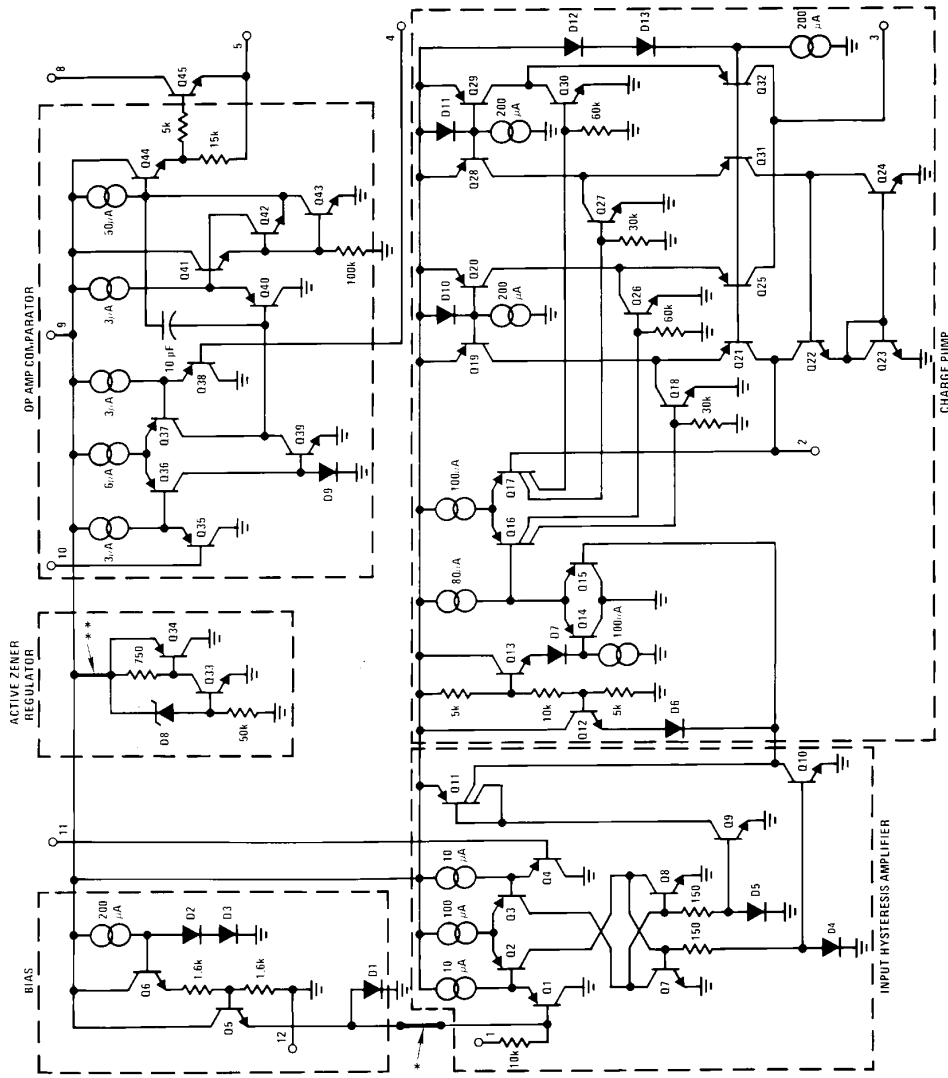 BIAS
ACTIVE ZENER
REGULATOR
OP AMP COMPARATOR
INPUT HYSTERESIS AMPLIFIER
CHARGE PUMP
8
5
4
9
10
11
12
1
2
3
200
μA
Q6
D2
D3
1.6k
1.6k
Q5
D1
*
10k
**
750
Q34
D8
Q33
50k
3μA
6μA
3μA
3μA
50μA
Q35
Q36
Q37
Q38
10 μF
Q39
D9
Q40
Q41
Q42
Q43
100k
Q44
5k
15k
Q45
10
μA
100
μA
10
μA
Q1
Q2
Q3
Q4
Q7
Q8
150
150
D5
D4
Q9
Q10
Q11
5k
10k
5k
Q12
D6
Q13
D7
100μA
Q14
Q15
80μA
100μA
Q16
Q17
Q18
30k
Q19
D10
Q20
200
μA
Q21
Q22
Q23
Q24
Q25
Q26
60k
Q27
30k
Q28
D11
Q29
200
μA
Q30
60k
Q31
Q32
D12
D13
200
μA